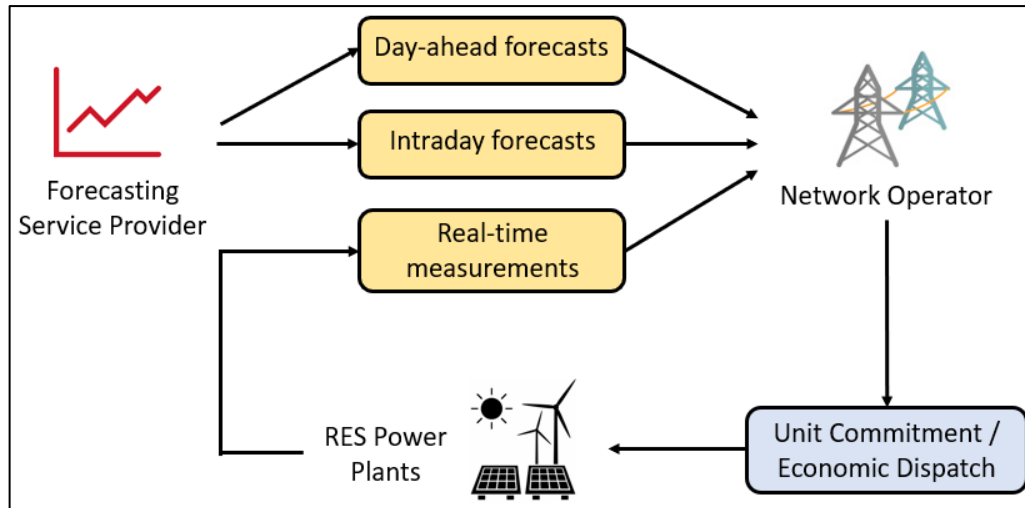 Day-ahead forecasts
Intraday forecasts
Forecasting
Service Provider
Network Operator
Real-time
measurements
RES Power
Plants
Unit Commitment /
Economic Dispatch